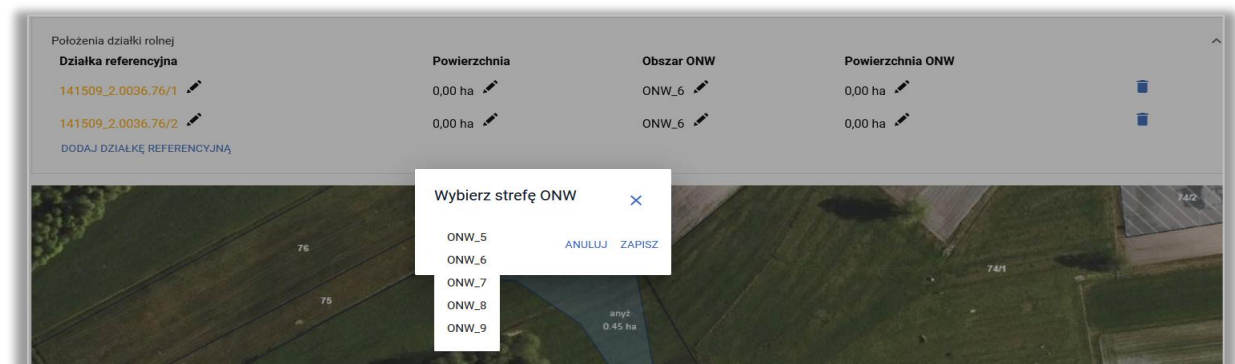 Położenia działki rolnej
Działka referencyjna Powierzchnia Obszar ONW Powierzchnia ONW
141509_2.0036.76/1 0,00 ha ONW_6 0,00 ha
141509_2.0036.76/2 0,00 ha ONW_6 0,00 ha
DODAJ DZIAŁKĘ REFERENCYJNĄ
Wybierz strefę ONW
ONW_5
ONW_6
ONW_7
ONW_8
ONW_9
ANULUJ ZAPISZ
74/2
76
74/1
75
anyż
0.45 ha